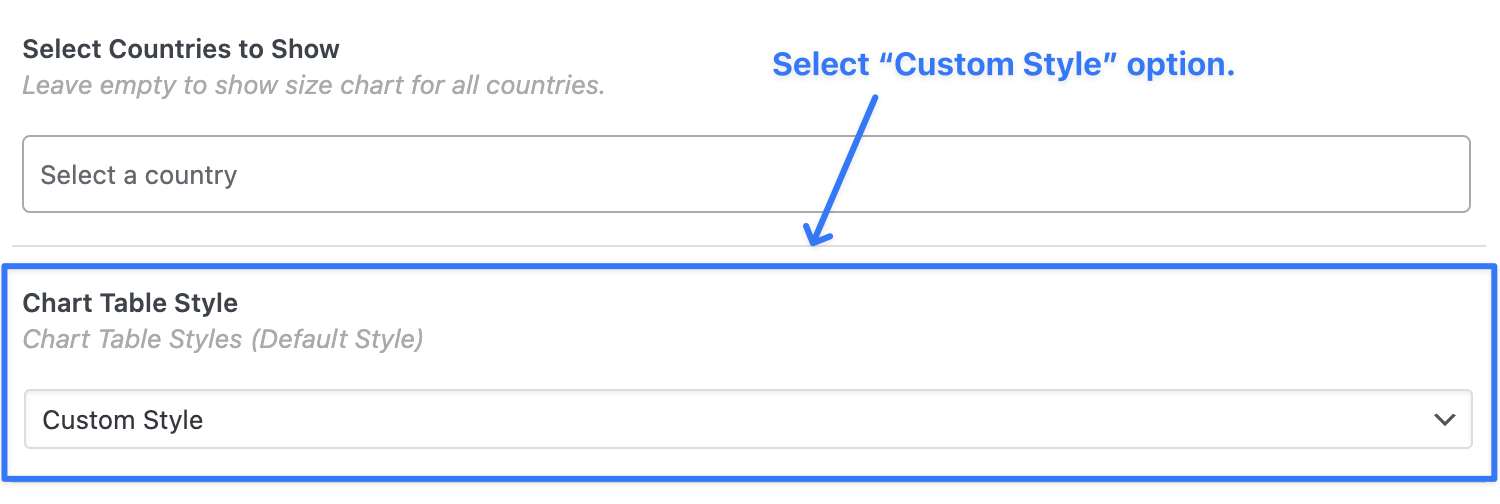 Select Countries to Show
Select “Custom Style” option.
Leave empty to show size chart for all countries.
Select a country
Chart Table Style
Chart Table Styles (Default Style)
Custom Style